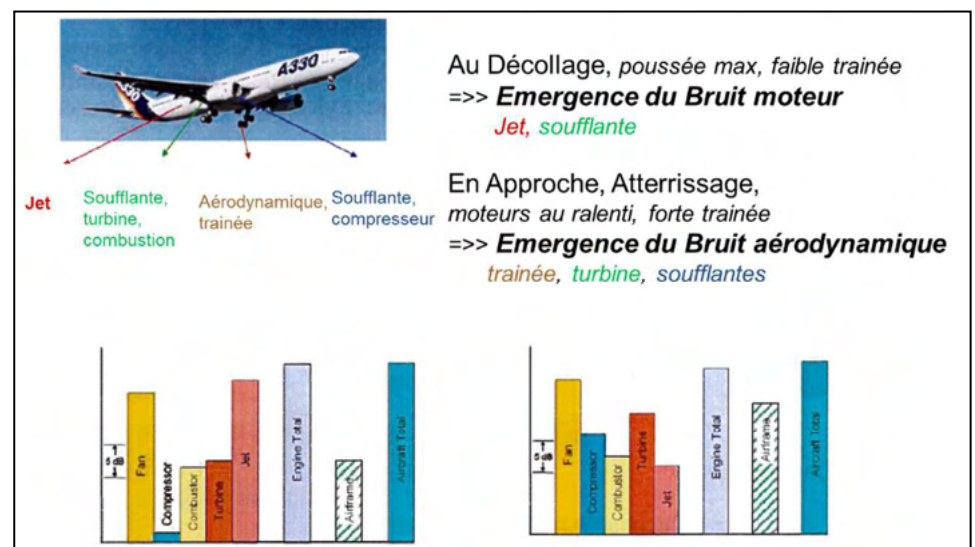 A330
Au Décollage, poussée max, faible trainée
=>> Emergence du Bruit moteur
Jet, soufflante
Jet
Soufflante,
turbine,
combustion
Aérodynamique,
trainée
Soufflante,
compresseur
En Approche, Atterrissage,
moteurs au ralenti, forte trainée
=>> Emergence du Bruit aérodynamique
trainée, turbine, soufflantes
5 dB
Fan
Compressor
Combustor
Turbine
Jet
Engine Total
Airframe
Aircraft Total
5 dB
Fan
Compressor
Combustor
Turbine
Jet
Engine Total
Airframe
Aircraft Total